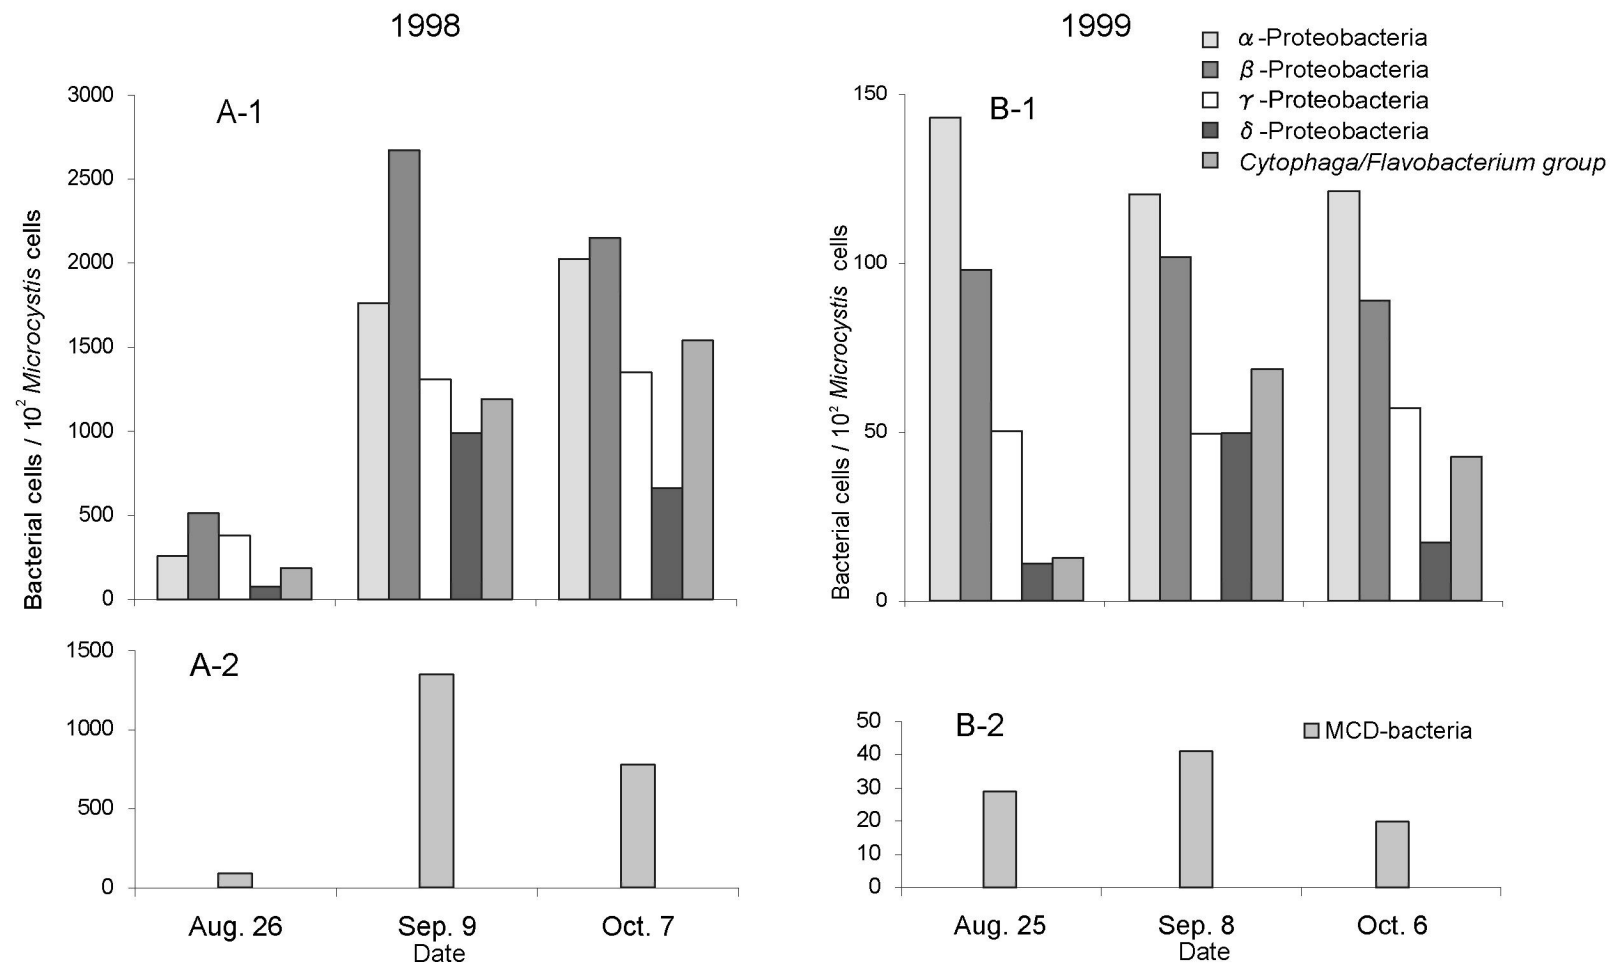 1998
1999
α-Proteobacteria
β-Proteobacteria
γ-Proteobacteria
δ-Proteobacteria
Cytophaga/Flavobacterium group
A-1
3000
2500
2000
1500
1000
500
0
Bacterial cells / 10² Microcystis cells
B-1
150
100
50
0
Bacterial cells / 10² Microcystis cells
A-2
1500
1000
500
0
Aug. 26 Sep. 9 Oct. 7
Date
B-2
MCD-bacteria
50
40
30
20
10
0
Aug. 25 Sep. 8 Oct. 6
Date